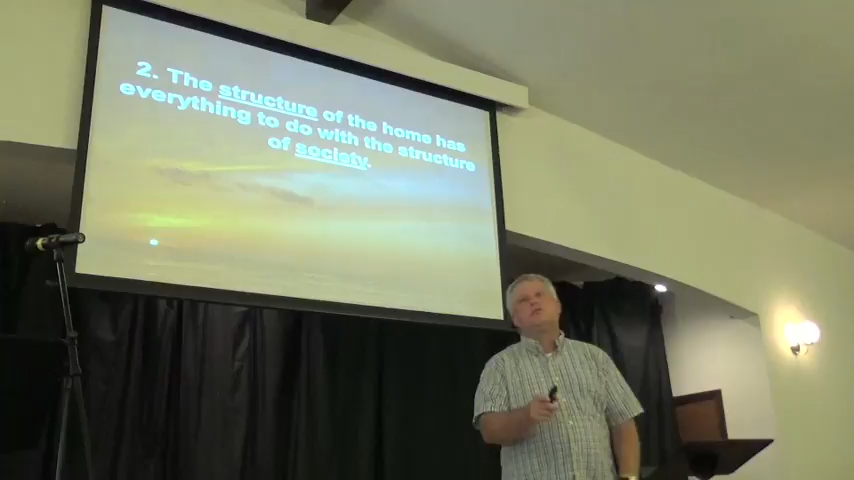 2. The structure of the home has
everything to do with the structure
of society.